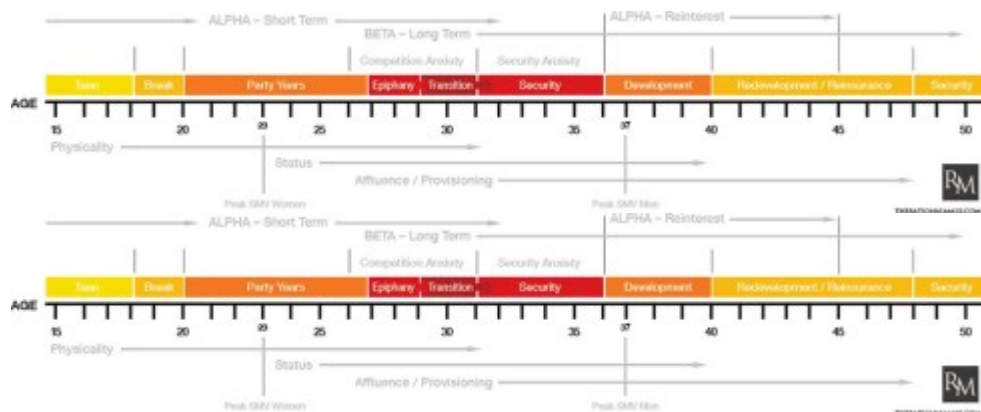 ALPHA – Short Term ALPHA – Reinterest
BETA – Long Term
Competition Anxiety Security Anxiety
Teen Break Party Years Epiphany Transition Security Development Redevelopment / Reinsurance Security
AGE
15 20 23 25 30 35 37 40 45 50
Physicality
Status
Affluence / Provisioning
Peak SMV Women Peak SMV Men
RM
ALPHA – Short Term ALPHA – Reinterest
BETA – Long Term
Competition Anxiety Security Anxiety
Teen Break Party Years Epiphany Transition Security Development Redevelopment / Reinsurance Security
AGE
15 20 23 25 30 35 37 40 45 50
Physicality
Status
Affluence / Provisioning
Peak SMV Women Peak SMV Men
RM